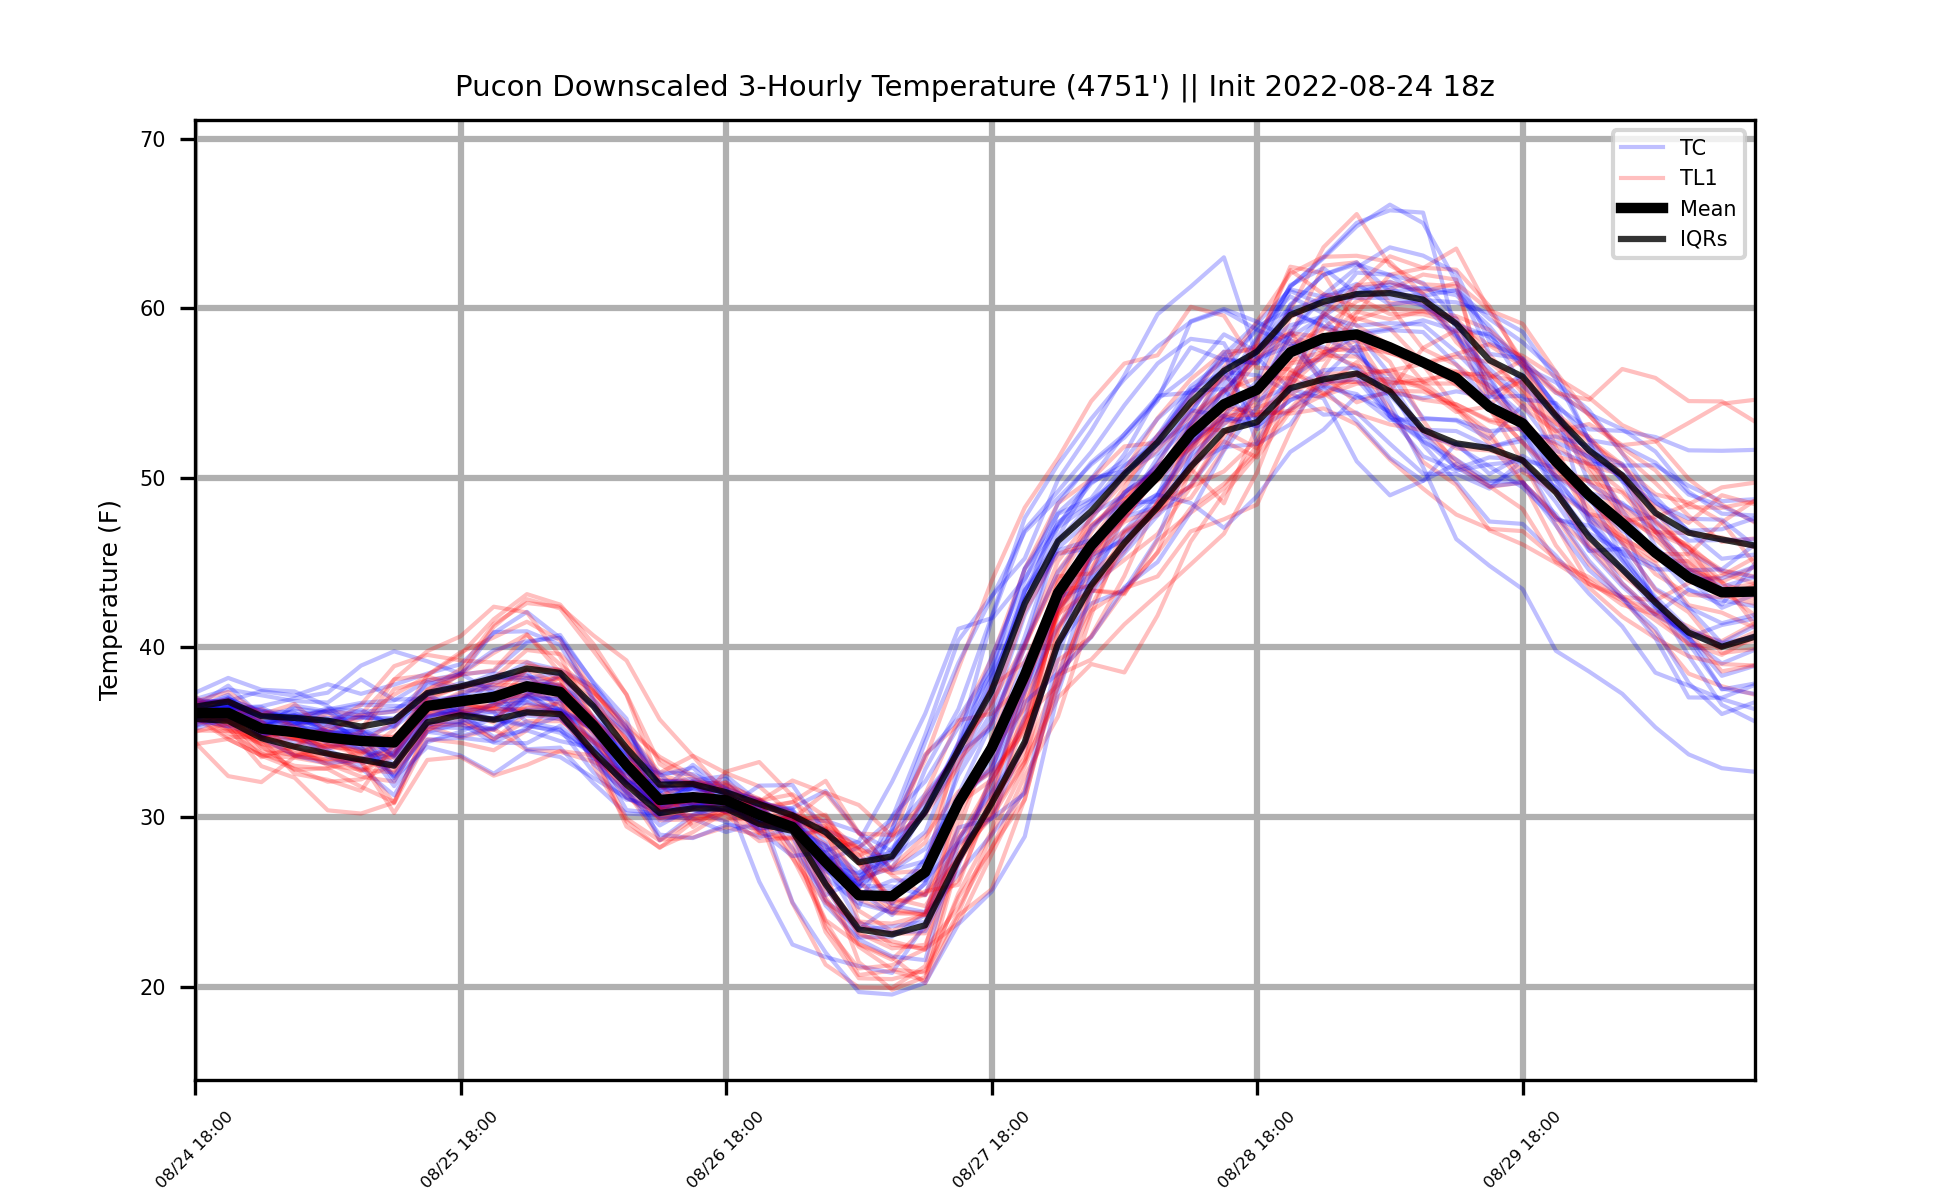 Pucon Downscaled 3-Hourly Temperature (4751') || Init 2022-08-24 18z
TC
TL1
Mean
IQRs
Temperature (F)
70
60
50
40
30
20
08/24 18:00
08/25 18:00
08/26 18:00
08/27 18:00
08/28 18:00
08/29 18:00